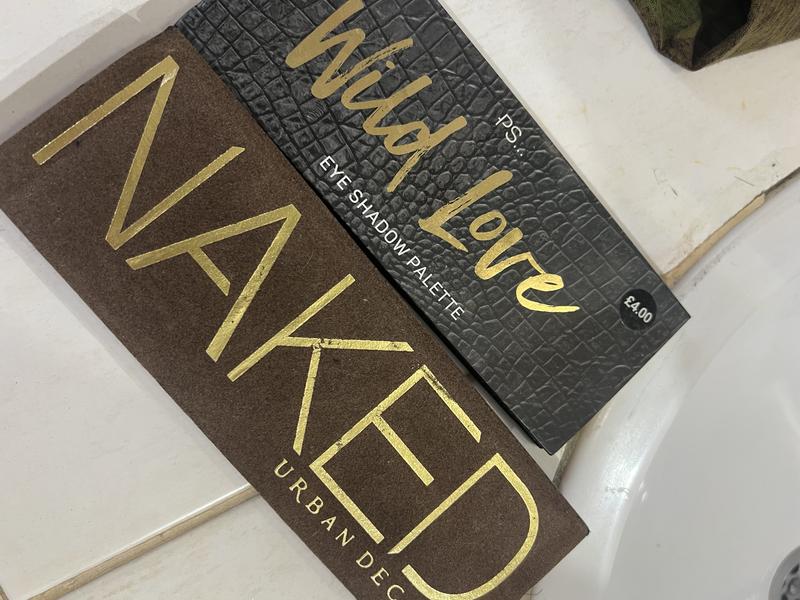 PS...
Wild Love
EYE SHADOW PALETTE
£4.00
NAKED
URBAN DEC